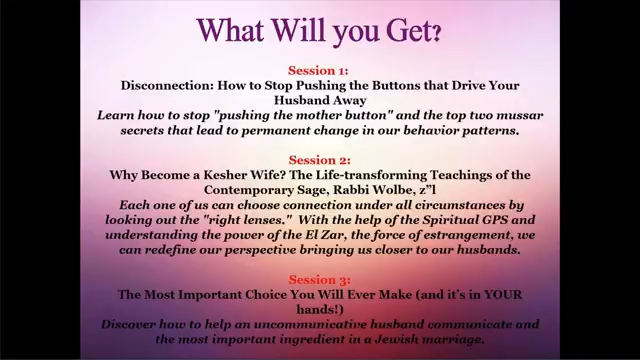 What Will you Get?
Session 1:
Disconnection: How to Stop Pushing the Buttons that Drive Your
Husband Away
Learn how to stop "pushing the mother button" and the top two mussar
secrets that lead to permanent change in our behavior patterns.
Session 2:
Why Become a Kesher Wife? The Life-transforming Teachings of the
Contemporary Sage, Rabbi Wolbe, z"l
Each one of us can choose connection under all circumstances by
looking out the "right lenses." With the help of the Spiritual GPS and
understanding the power of the El Zar, the force of estrangement, we
can redefine our perspective bringing us closer to our husbands.
Session 3:
The Most Important Choice You Will Ever Make (and it's in YOUR
hands!)
Discover how to help an uncommunicative husband communicate and
the most important ingredient in a Jewish marriage.